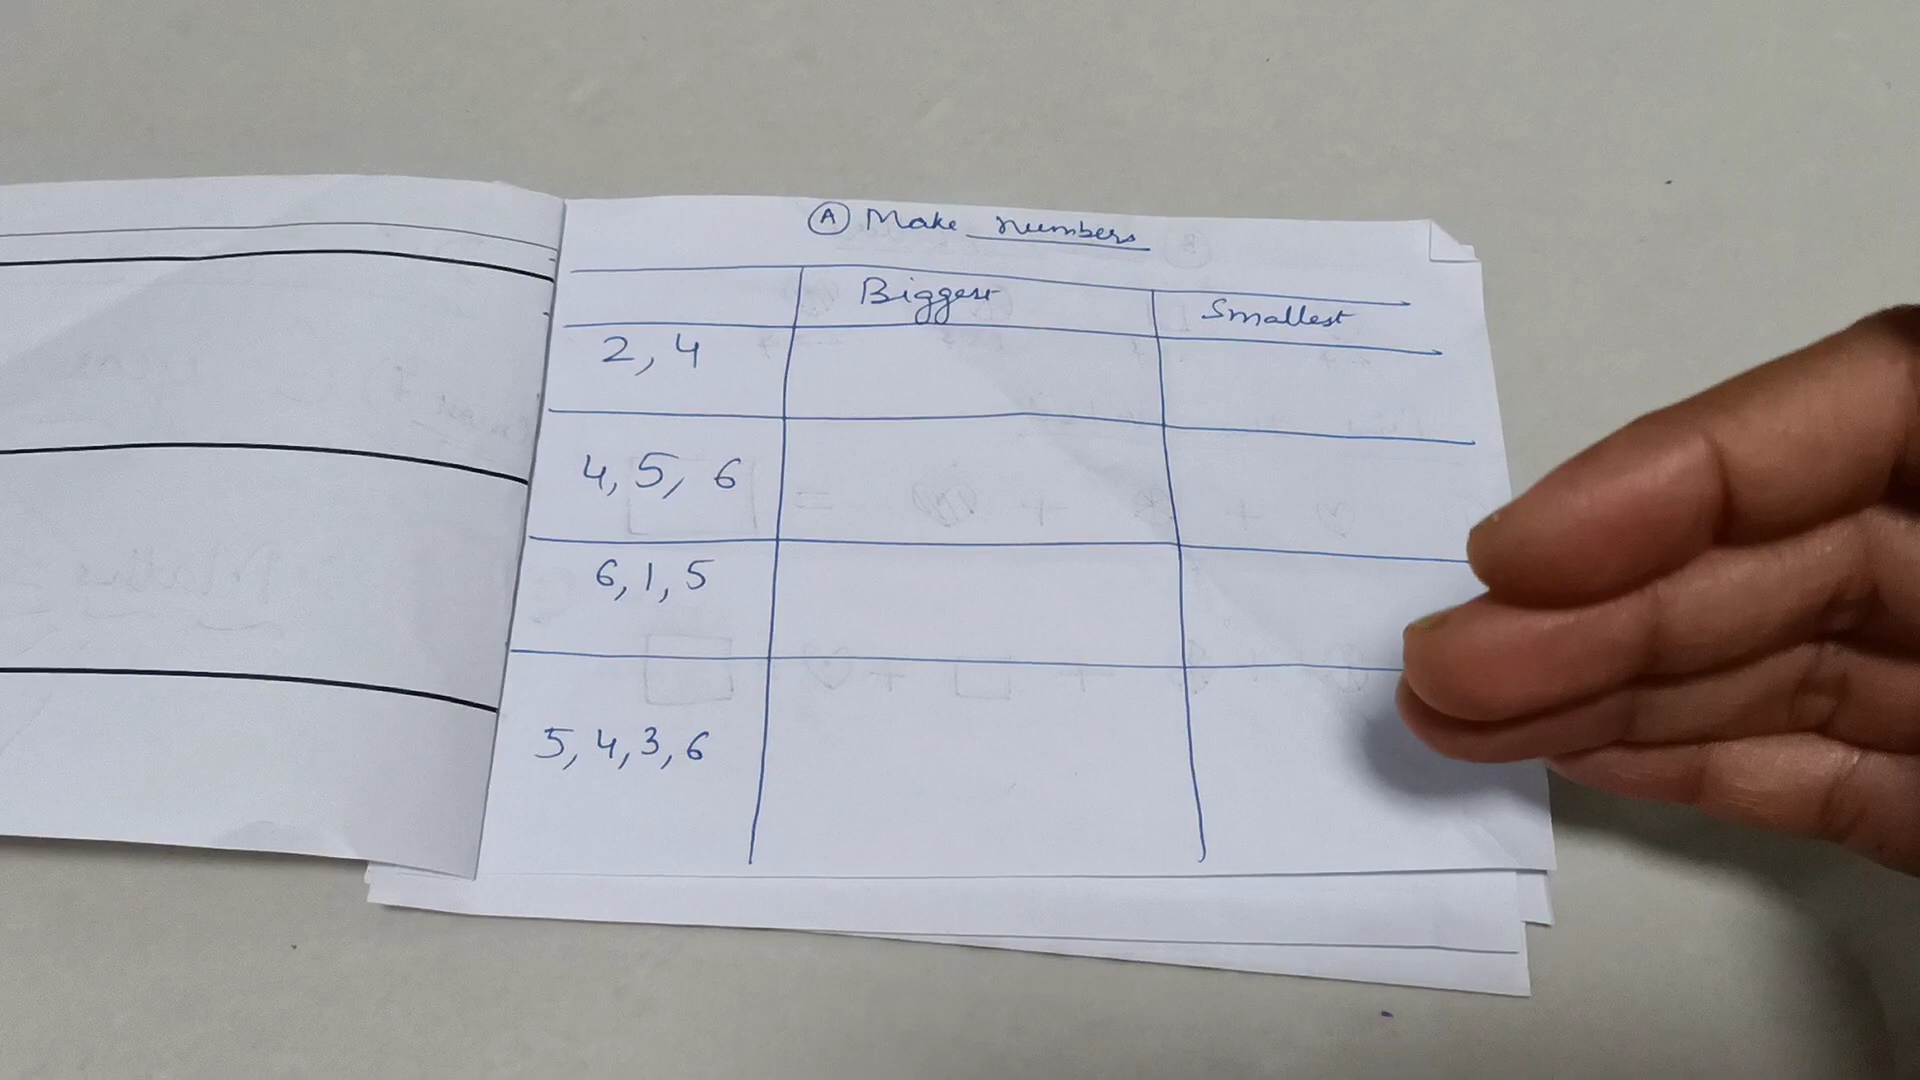 A Make numbers
Biggest Smallest
2, 4
4, 5, 6
6, 1, 5
5, 4, 3, 6